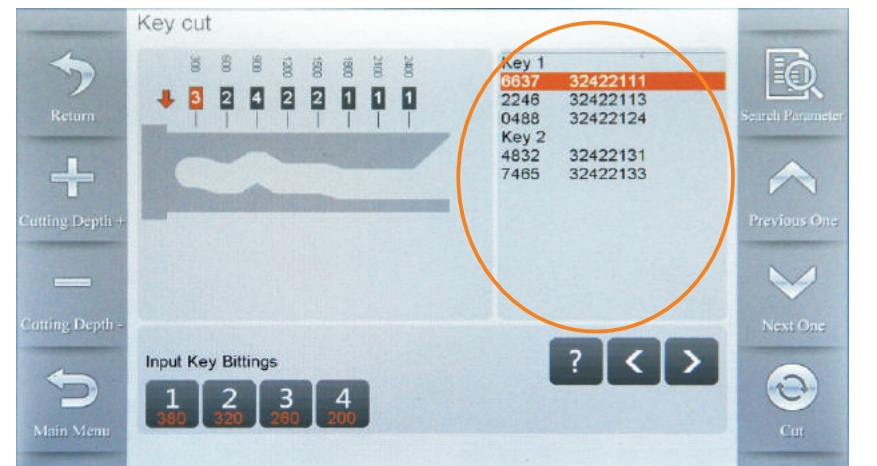 Key cut
Return
Cutting Depth +
Cutting Depth -
Main Menu
300 600 900 1200 1500 1800 2100 2400
3 2 4 2 2 1 1 1
Key 1
6637 32422111
2246 32422113
0488 32422124
Key 2
4832 32422131
7465 32422133
Input Key Bittings
1 2 3 4
380 320 260 200
? < >
Search Parameter
Previous One
Next One
Cut